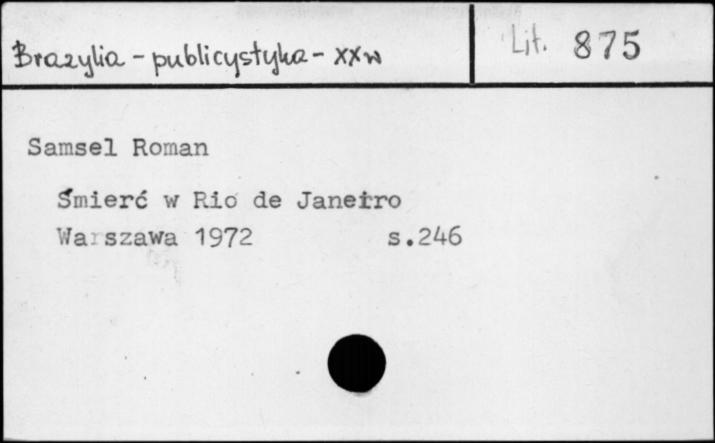 Brazylia - publicystyka - XXw
Lit. 875
Samsel Roman
Śmierć w Rio de Janeiro
Warszawa 1972 s.246